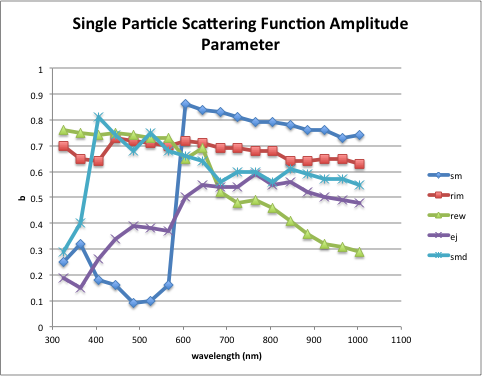 Single Particle Scattering Function Amplitude
Parameter
1
0.9
0.8
0.7
0.6
0.5
0.4
0.3
0.2
0.1
0
b
300 400 500 600 700 800 900 1000 1100
wavelength (nm)
sm
rim
rew
ej
smd